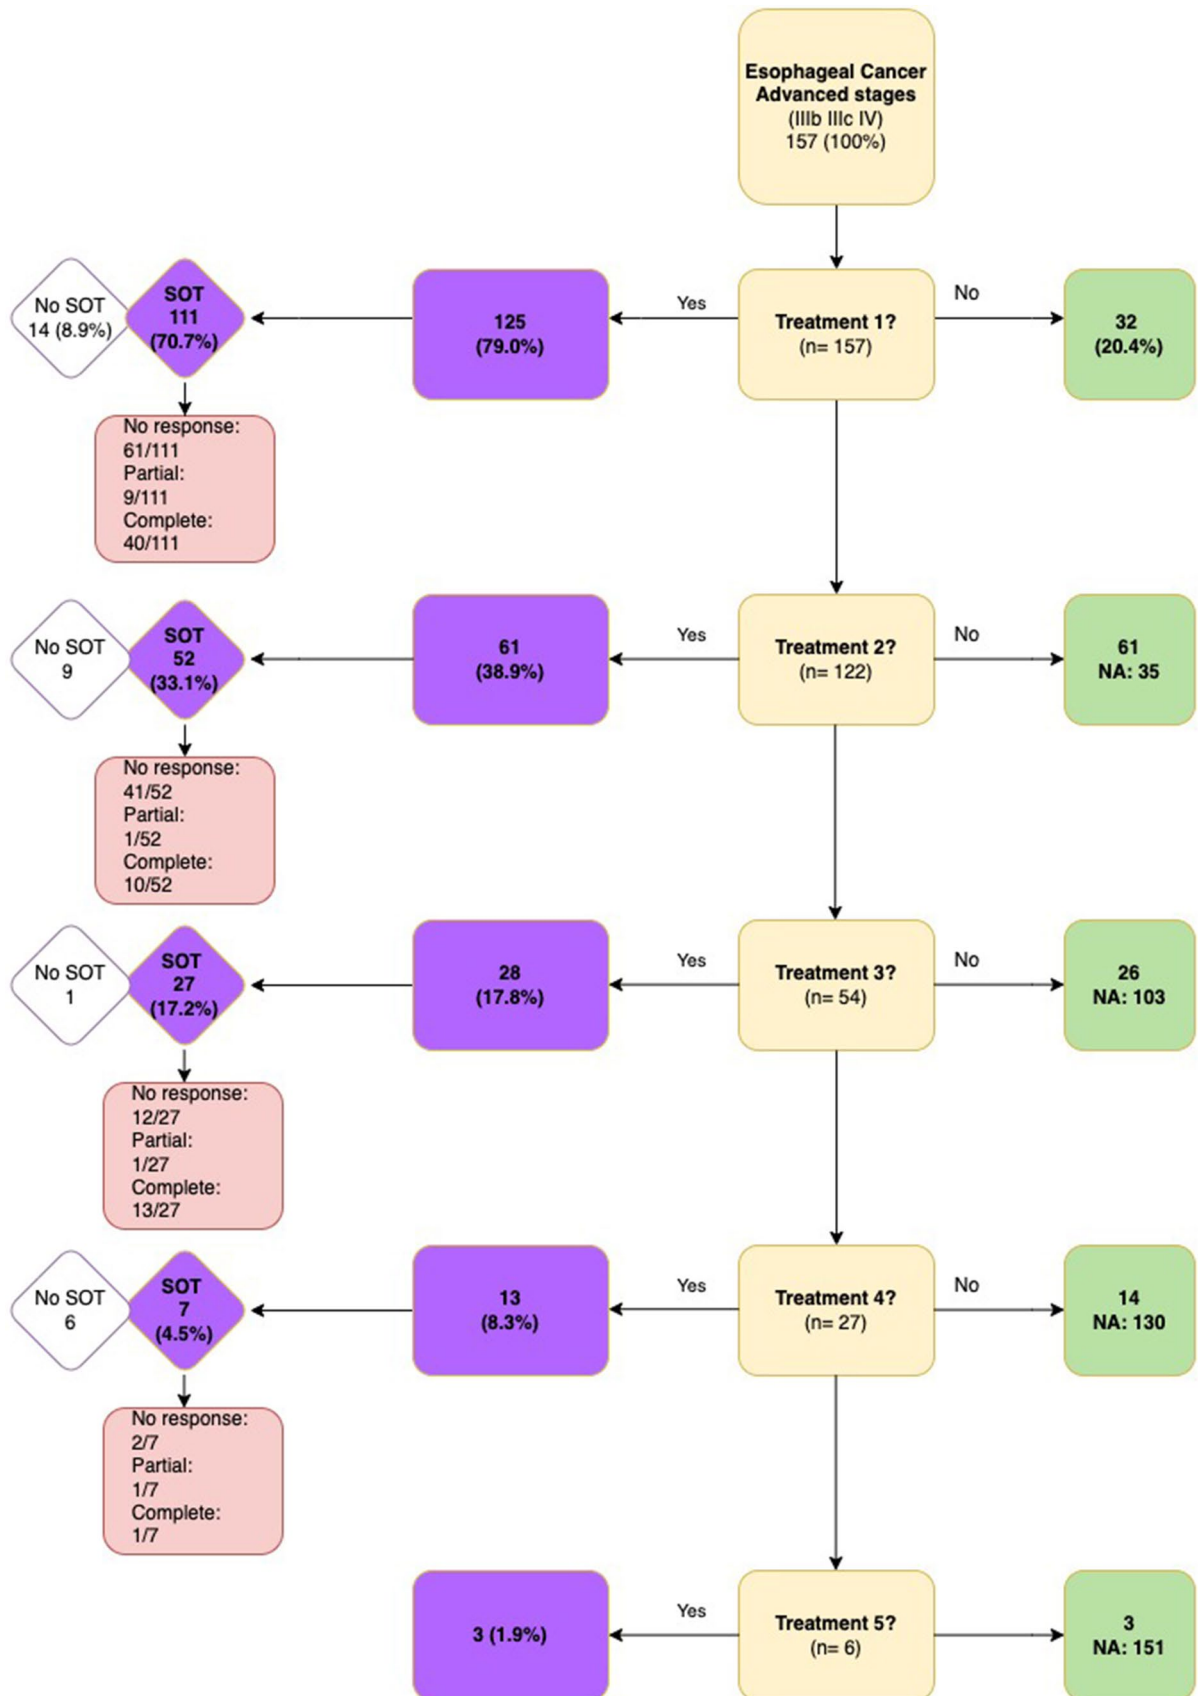 Esophageal Cancer
Advanced stages
(IIIb IIIc IV)
157 (100%)
No SOT
14 (8.9%)
SOT
111
(70.7%)
125
(79.0%)
Yes
Treatment 1?
(n= 157)
No
32
(20.4%)
No response:
61/111
Partial:
9/111
Complete:
40/111
No SOT
9
SOT
52
(33.1%)
61
(38.9%)
Yes
Treatment 2?
(n= 122)
No
61
NA: 35
No response:
41/52
Partial:
1/52
Complete:
10/52
No SOT
1
SOT
27
(17.2%)
28
(17.8%)
Yes
Treatment 3?
(n= 54)
No
26
NA: 103
No response:
12/27
Partial:
1/27
Complete:
13/27
No SOT
6
SOT
7
(4.5%)
13
(8.3%)
Yes
Treatment 4?
(n= 27)
No
14
NA: 130
No response:
2/7
Partial:
1/7
Complete:
1/7
3 (1.9%)
Yes
Treatment 5?
(n= 6)
3
NA: 151